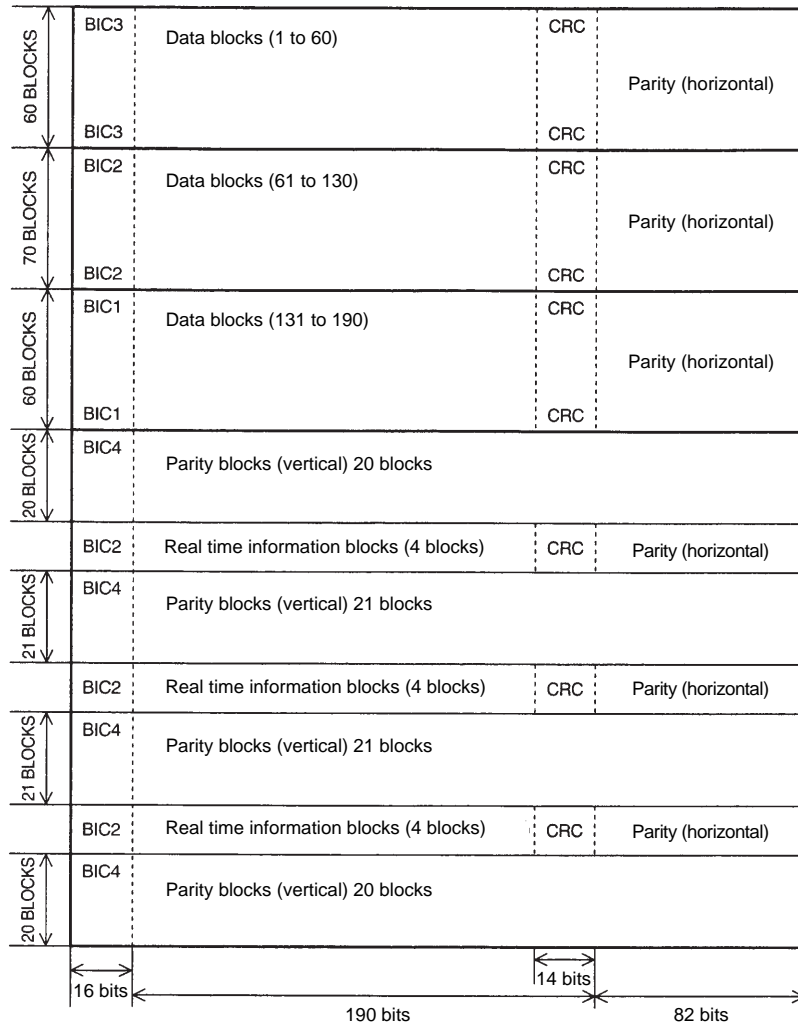 60 BLOCKS
BIC3
Data blocks (1 to 60)
CRC
Parity (horizontal)
BIC3
CRC
70 BLOCKS
BIC2
Data blocks (61 to 130)
CRC
Parity (horizontal)
BIC2
CRC
60 BLOCKS
BIC1
Data blocks (131 to 190)
CRC
Parity (horizontal)
BIC1
CRC
20 BLOCKS
BIC4
Parity blocks (vertical) 20 blocks
BIC2
Real time information blocks (4 blocks)
CRC
Parity (horizontal)
21 BLOCKS
BIC4
Parity blocks (vertical) 21 blocks
BIC2
Real time information blocks (4 blocks)
CRC
Parity (horizontal)
21 BLOCKS
BIC4
Parity blocks (vertical) 21 blocks
BIC2
Real time information blocks (4 blocks)
CRC
Parity (horizontal)
20 BLOCKS
BIC4
Parity blocks (vertical) 20 blocks
16 bits
14 bits
190 bits
82 bits